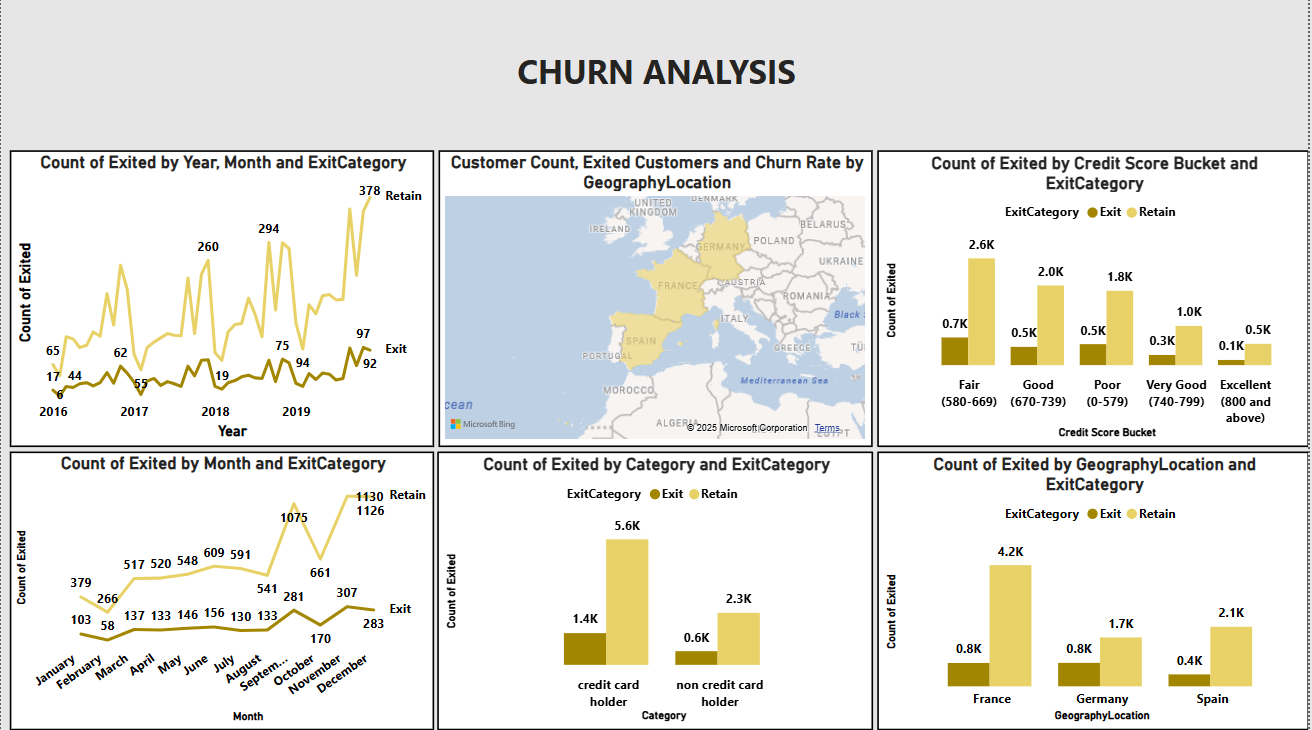 CHURN ANALYSIS
Count of Exited by Year, Month and ExitCategory
Count of Exited
378
Retain
294
260
65
62
97
Exit
75
17
44
94
92
55
19
6
2016
2017
2018
2019
Year
Customer Count, Exited Customers and Churn Rate by
GeographyLocation
DENMARK
UNITED
KINGDOM
IRELAND
BELARUS
GERMANY
POLAND
UKRAINE
FRANCE
AUSTRIA
ROMANIA
ITALY
Black S
SPAIN
PORTUGAL
GREECE
TÜ
Mediterranean Sea
MOROCCO
cean
ALGERIA
Microsoft Bing
© 2025 Microsoft Corporation
Terms
EGYPT
Count of Exited by Credit Score Bucket and
ExitCategory
ExitCategory Exit Retain
Count of Exited
2.6K
2.0K
1.8K
1.0K
0.7K
0.5K
0.5K
0.3K
0.5K
0.1K
Fair
(580-669)
Good
(670-739)
Poor
(0-579)
Very Good
(740-799)
Excellent
(800 and
above)
Credit Score Bucket
Count of Exited by Month and ExitCategory
Count of Exited
1130
Retain
1126
1075
379
266
517
520
548
609
591
541
661
103
58
137
133
146
156
130
133
281
170
307
283
Exit
January
February
March
April
May
June
July
August
Septem...
October
November
December
Month
Count of Exited by Category and ExitCategory
ExitCategory Exit Retain
Count of Exited
5.6K
2.3K
1.4K
0.6K
credit card
holder
non credit card
holder
Category
Count of Exited by GeographyLocation and
ExitCategory
ExitCategory Exit Retain
Count of Exited
4.2K
1.7K
2.1K
0.8K
0.8K
0.4K
France
Germany
Spain
GeographyLocation